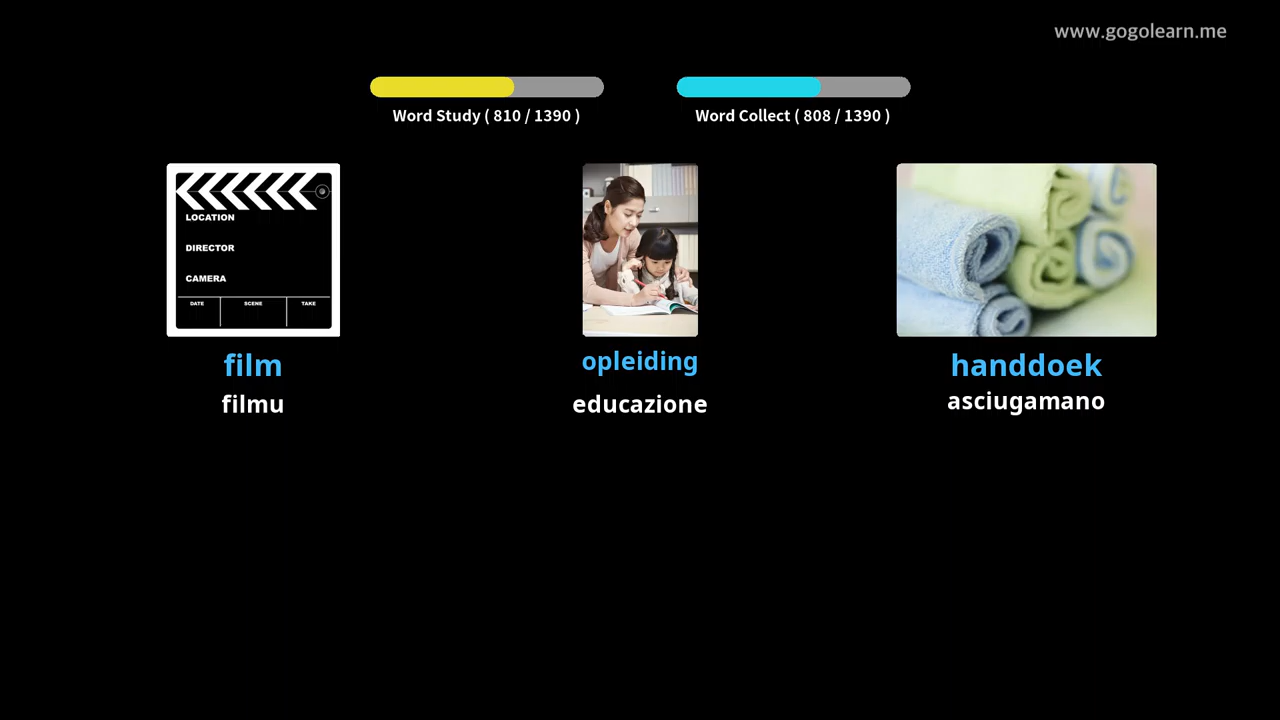 www.gogolearn.me
Word Study ( 810 / 1390 )
Word Collect ( 808 / 1390 )
LOCATION
DIRECTOR
CAMERA
DATE SCENE TAKE
film
opleiding
handdoek
filmu
educazione
asciugamano